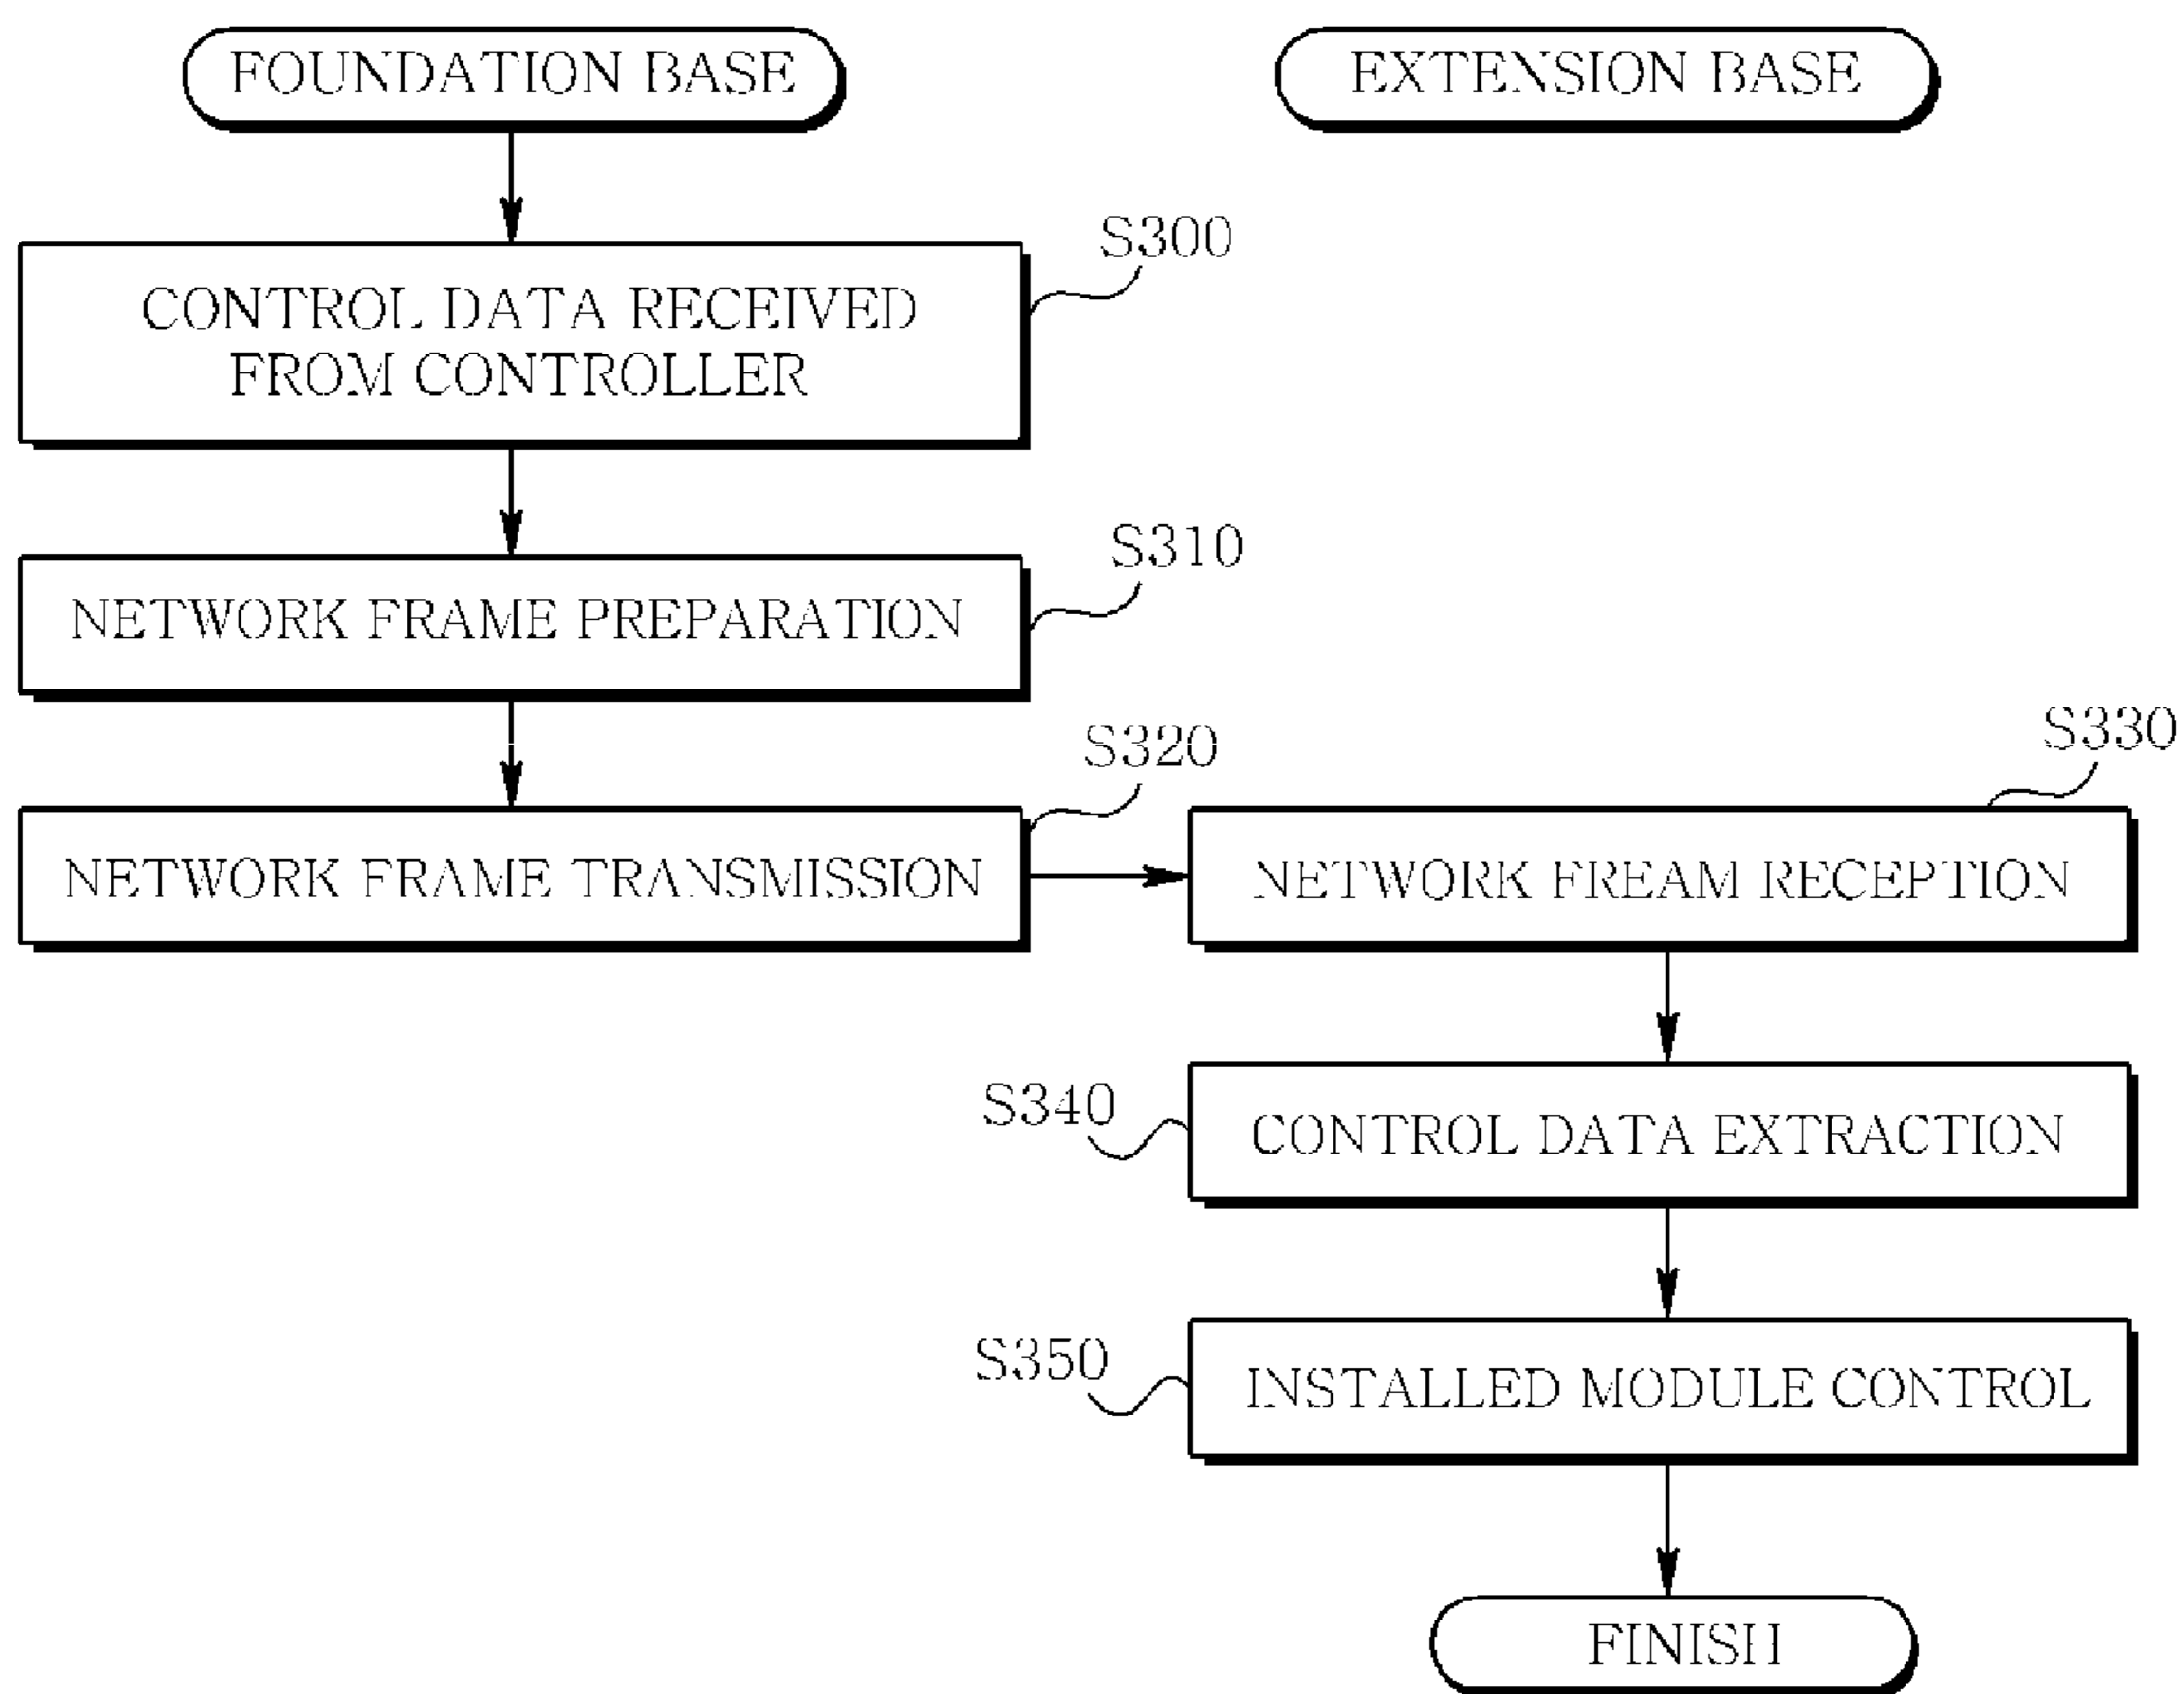 FOUNDATION BASE
EXTENSION BASE
S300
CONTROL DATA RECEIVED
FROM CONTROLLER
S310
NETWORK FRAME PREPARATION
S320
NETWORK FRAME TRANSMISSION
S330
NETWORK FREAM RECEPTION
S340
CONTROL DATA EXTRACTION
S350
INSTALLED MODULE CONTROL
FINISH